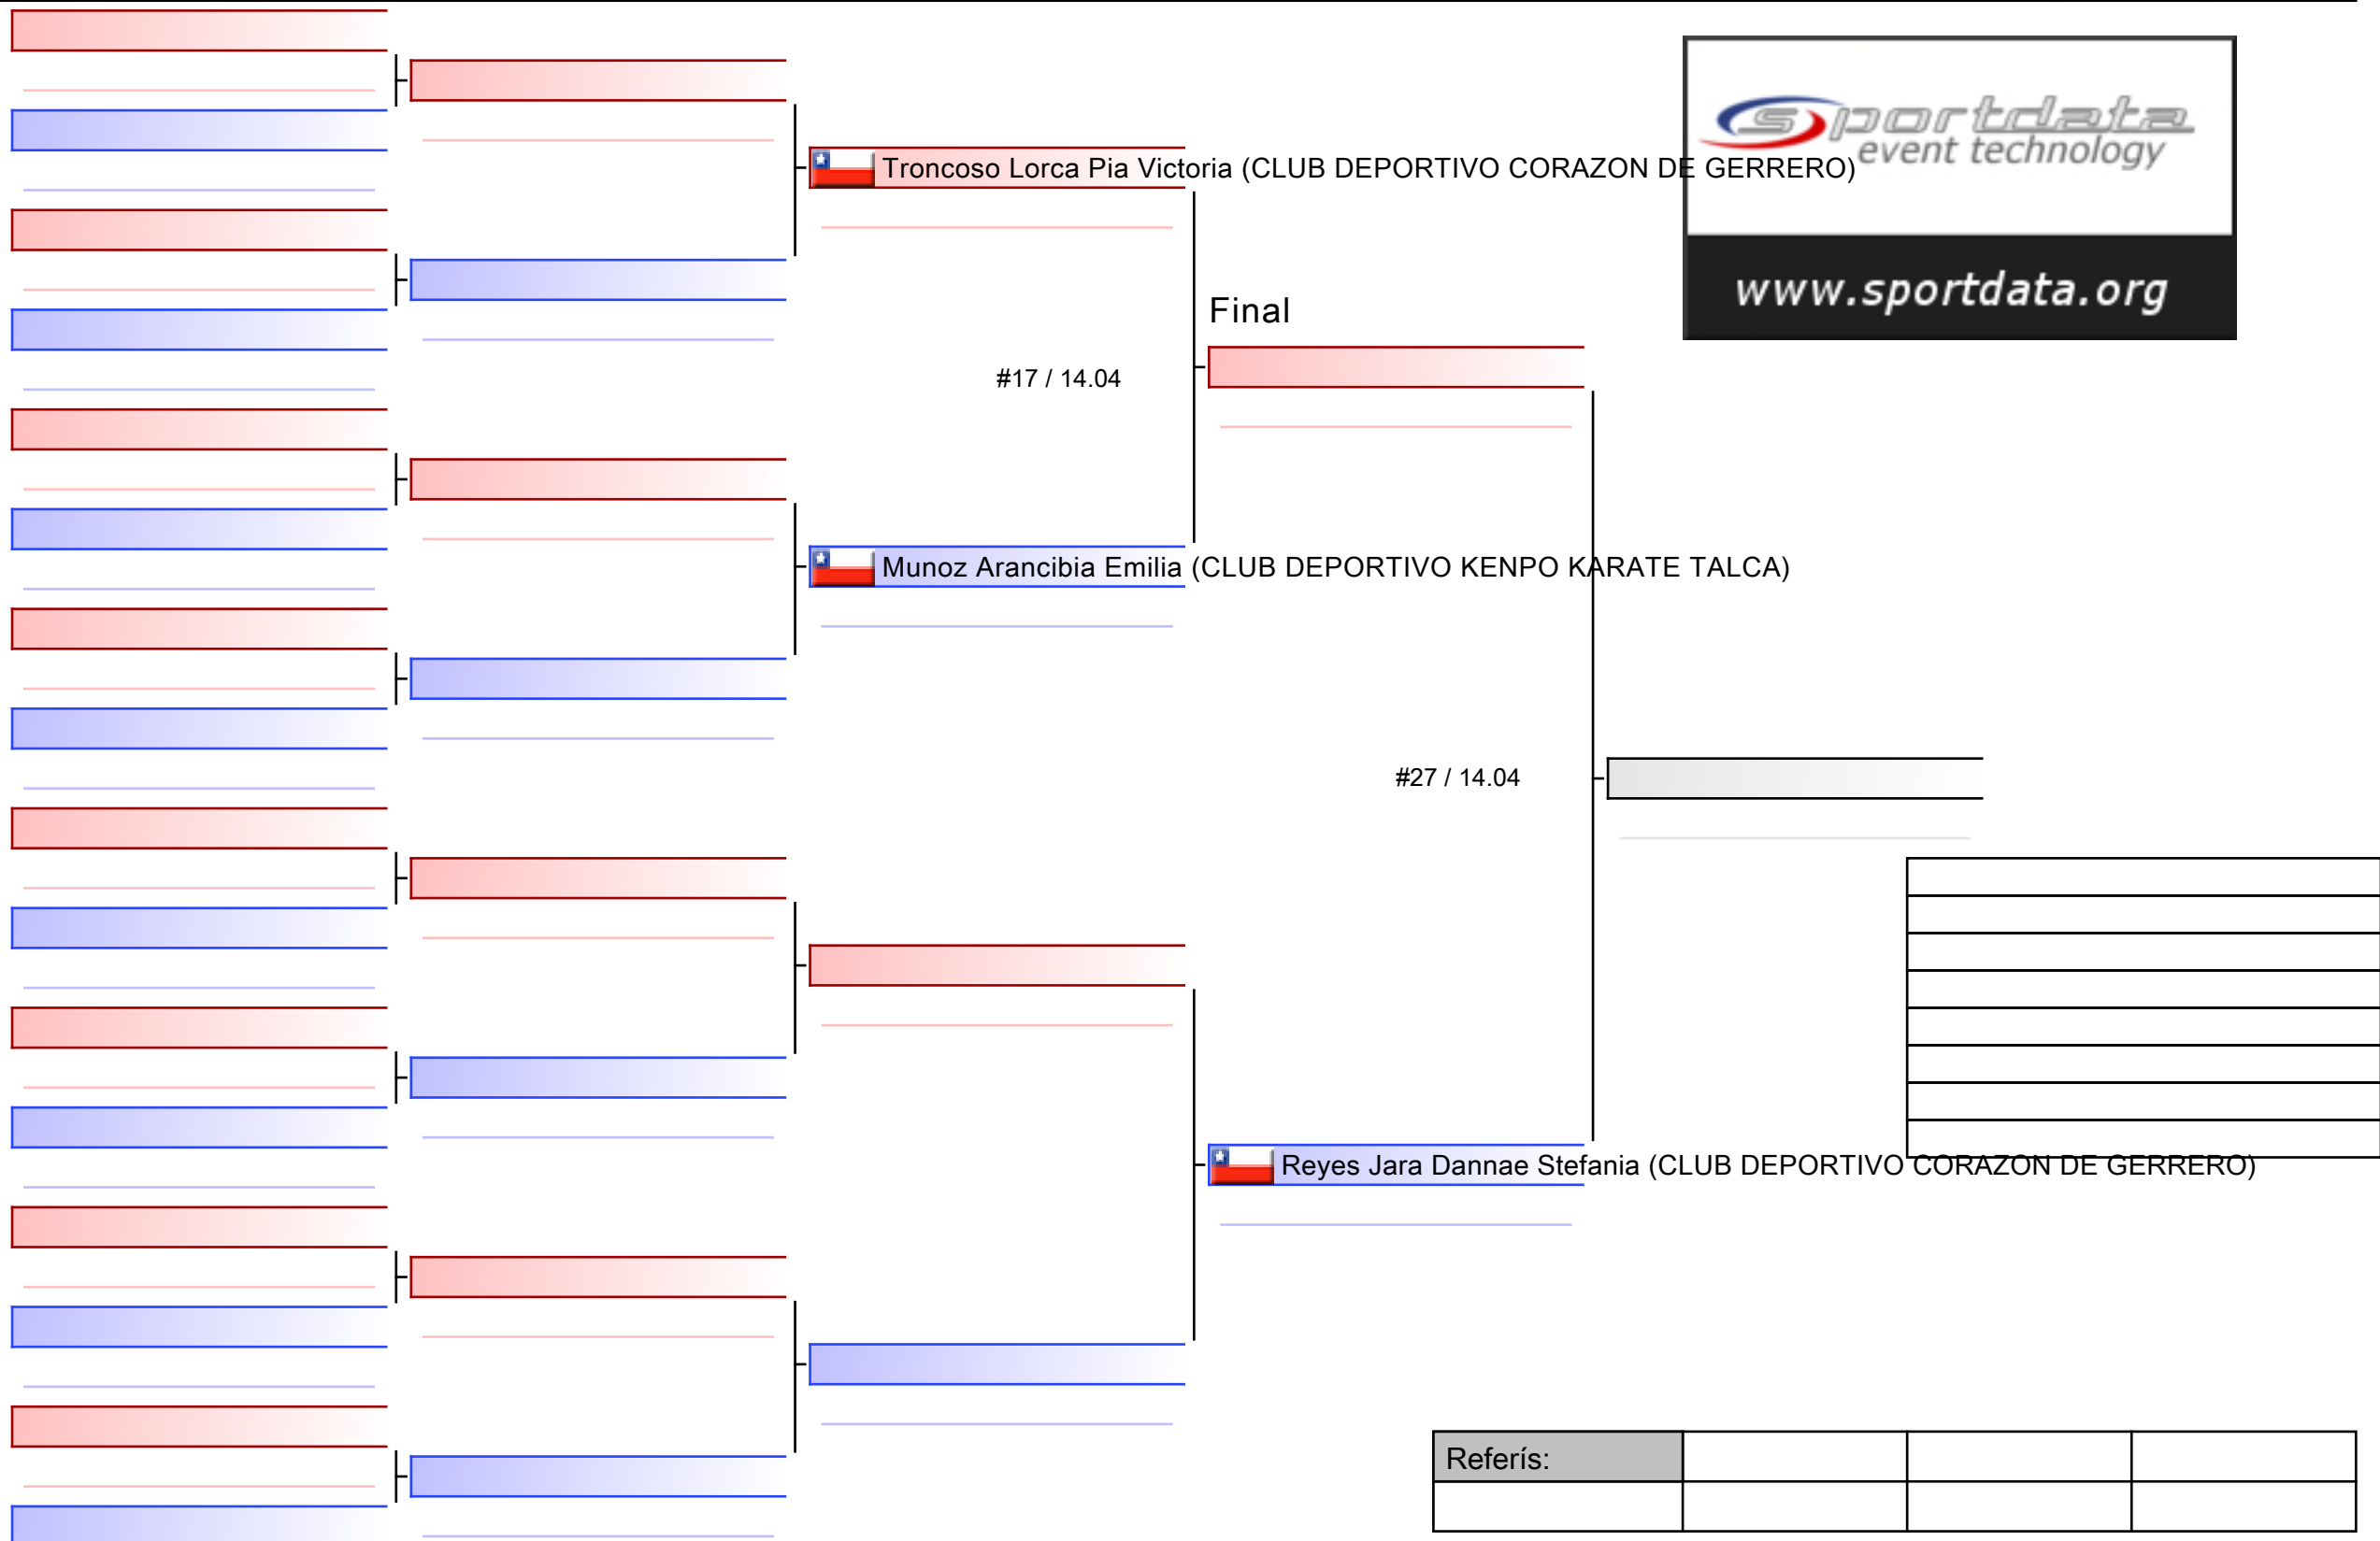 sportdata
event technology
www.sportdata.org
Troncoso Lorca Pia Victoria (CLUB DEPORTIVO CORAZON DE GERRERO)
Final
#17 / 14.04
Munoz Arancibia Emilia (CLUB DEPORTIVO KENPO KARATE TALCA)
#27 / 14.04
Reyes Jara Dannae Stefania (CLUB DEPORTIVO CORAZON DE GERRERO)
Referís: